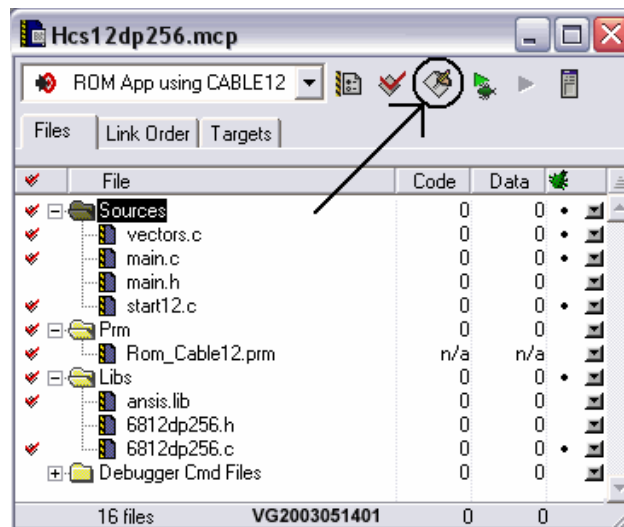 Hcs12dp256.mcp
ROM App using CABLE12
Files Link Order Targets
File Code Data
Sources 0 0
vectors.c 0 0
main.c 0 0
main.h 0 0
start12.c 0 0
Prm 0 0
Rom_Cable12.prm n/a n/a
Libs 0 0
ansis.lib 0 0
6812dp256.h 0 0
6812dp256.c 0 0
Debugger Cmd Files 0 0
16 files VG2003051401 0 0